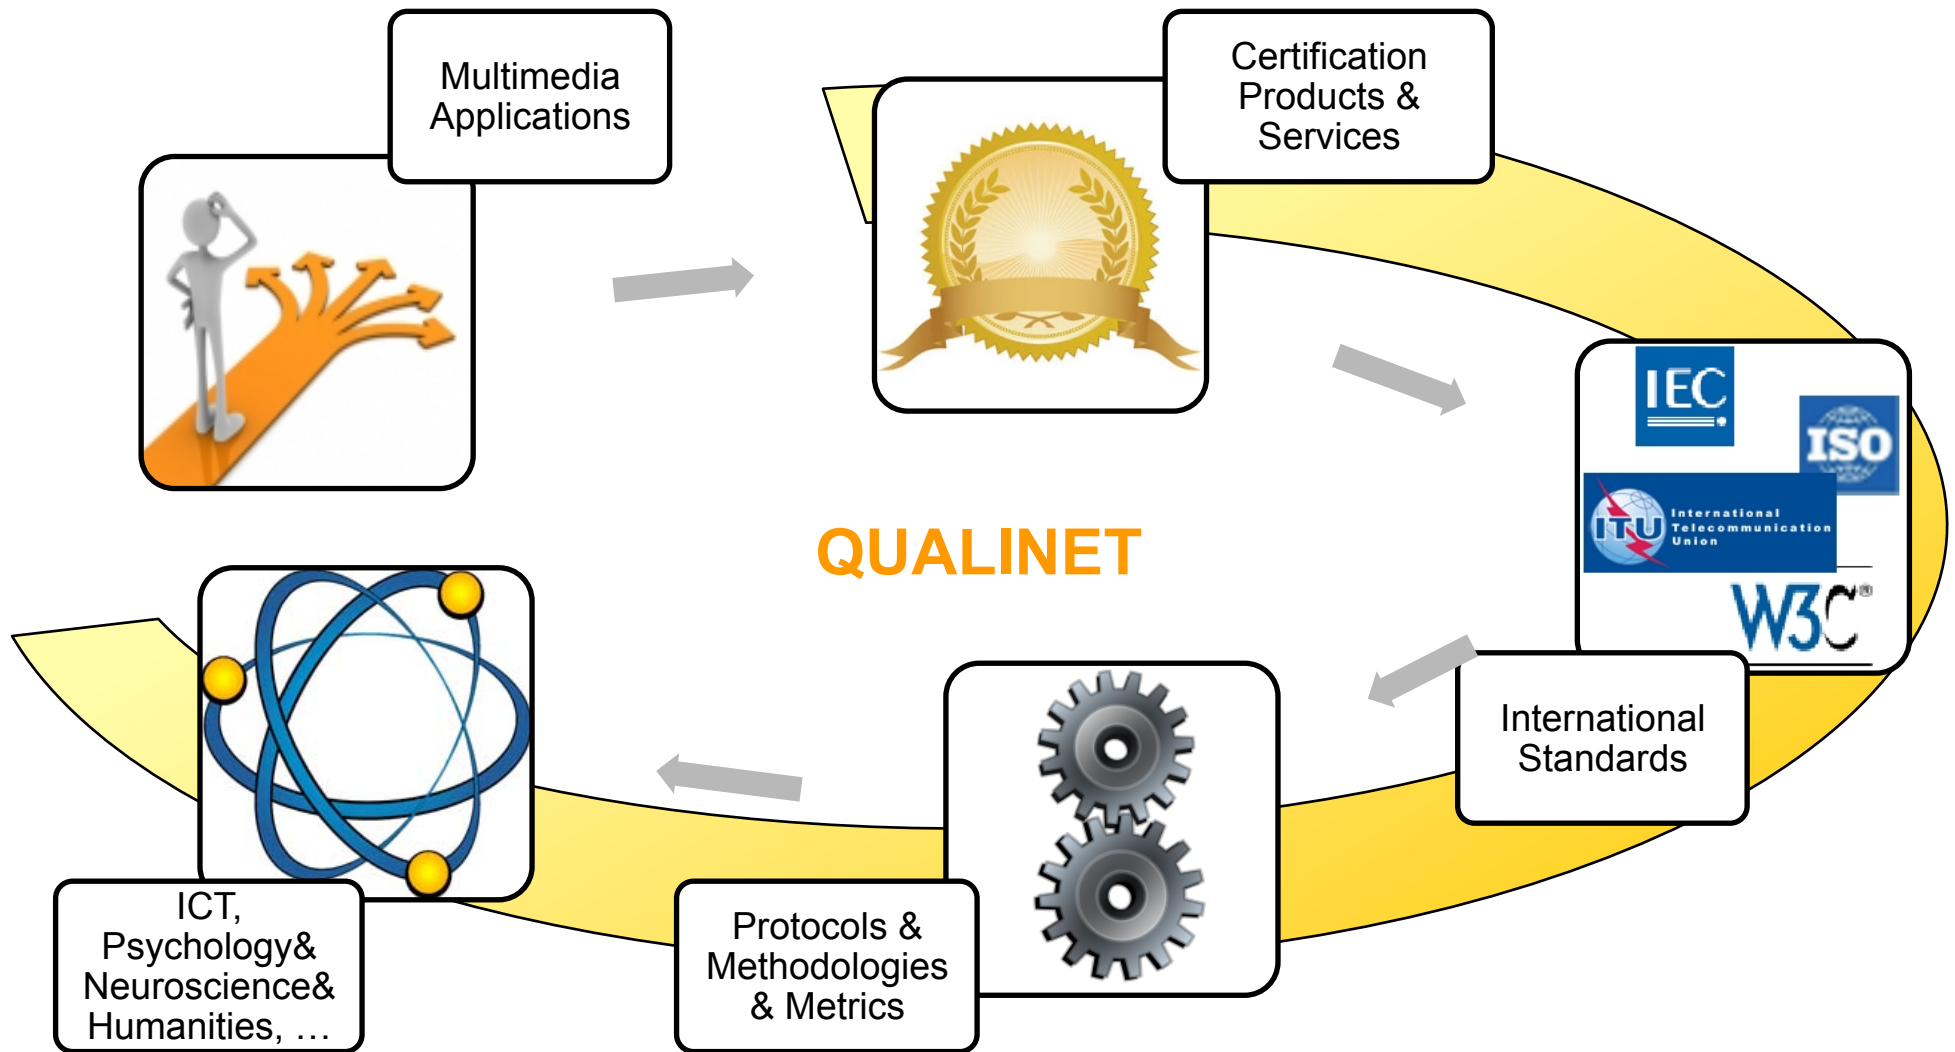 Multimedia
Applications
Certification
Products &
Services
IEC
ISO
ITU
International
Telecommunication
Union
W3C®
QUALINET
International
Standards
Protocols &
Methodologies
& Metrics
ICT,
Psychology&
Neuroscience&
Humanities, …